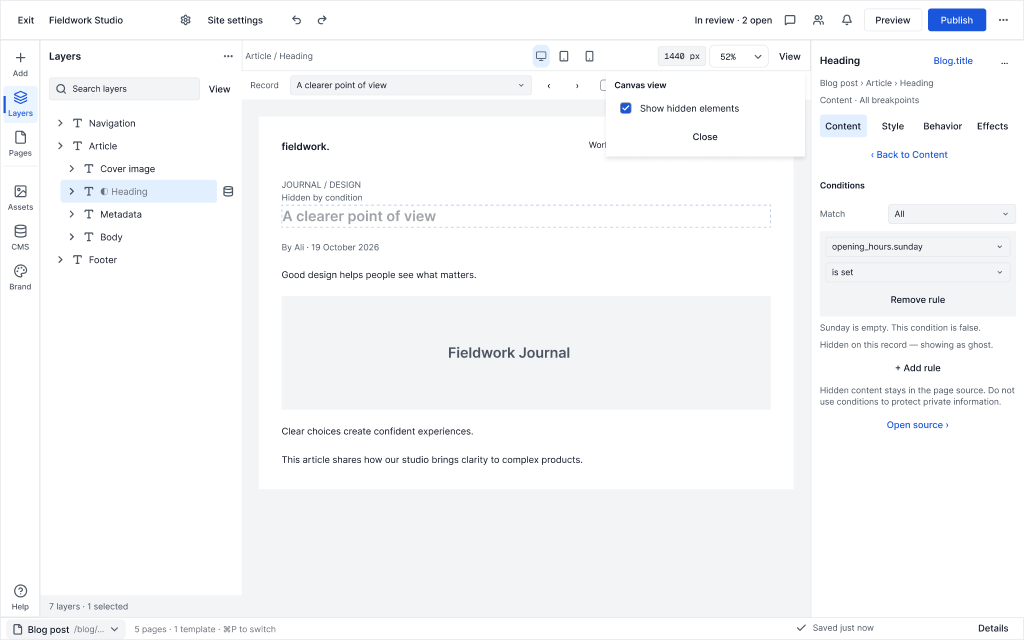 Exit
Fieldwork Studio
Site settings
In review · 2 open
Preview
Publish
Add
Layers
Pages
Assets
CMS
Brand
Help
Layers
Search layers
View
Navigation
Article
Cover image
Heading
Metadata
Body
Footer
7 layers · 1 selected
Article / Heading
1440 px
52%
View
Record
A clearer point of view
Canvas view
Show hidden elements
Close
fieldwork.
JOURNAL / DESIGN
Hidden by condition
A clearer point of view
By Ali · 19 October 2026
Good design helps people see what matters.
Fieldwork Journal
Clear choices create confident experiences.
This article shares how our studio brings clarity to complex products.
Heading
Blog.title
Blog post › Article › Heading
Content · All breakpoints
Content
Style
Behavior
Effects
‹ Back to Content
Conditions
Match
All
opening_hours.sunday
is set
Remove rule
Sunday is empty. This condition is false.
Hidden on this record — showing as ghost.
+ Add rule
Hidden content stays in the page source. Do not
use conditions to protect private information.
Open source ›
Blog post
/blog/...
5 pages · 1 template · ⌘P to switch
Saved just now
Details